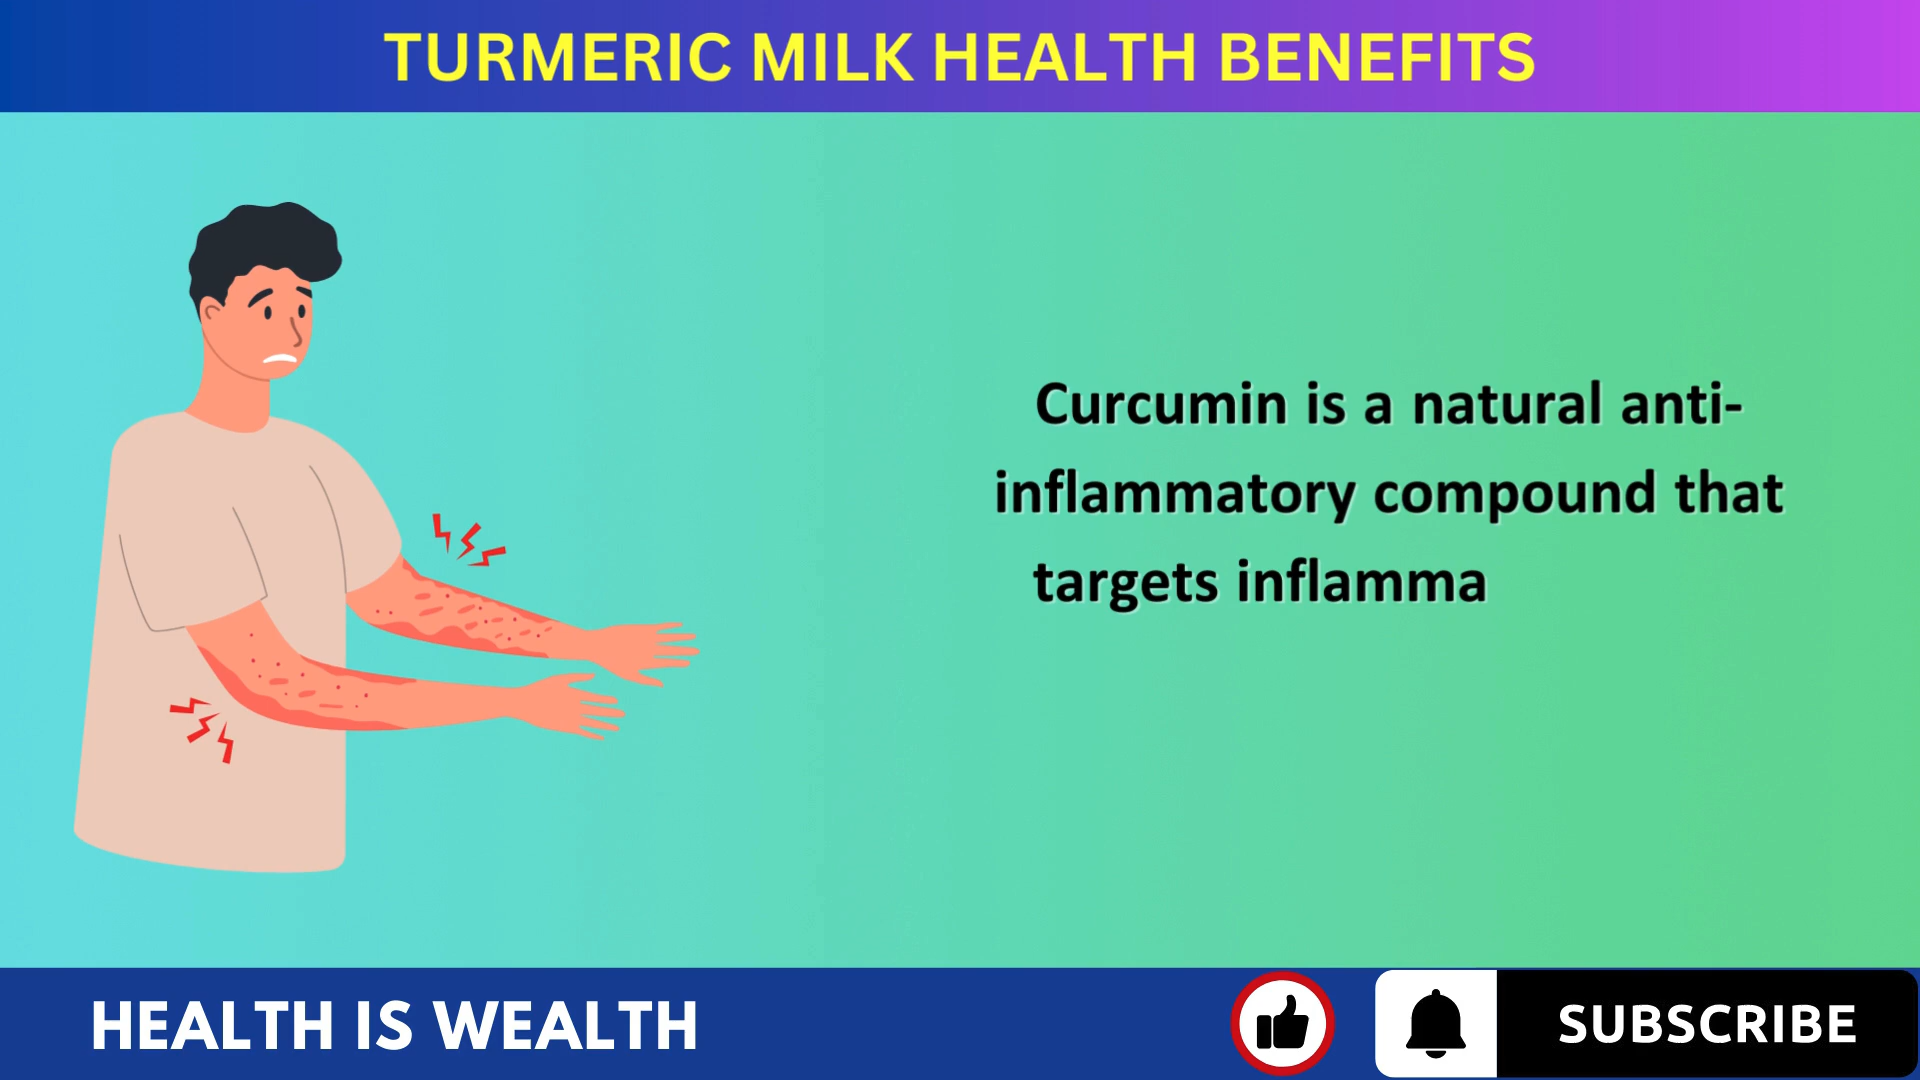 TURMERIC MILK HEALTH BENEFITS
Curcumin is a natural anti-
inflammatory compound that
targets inflamma
HEALTH IS WEALTH
SUBSCRIBE